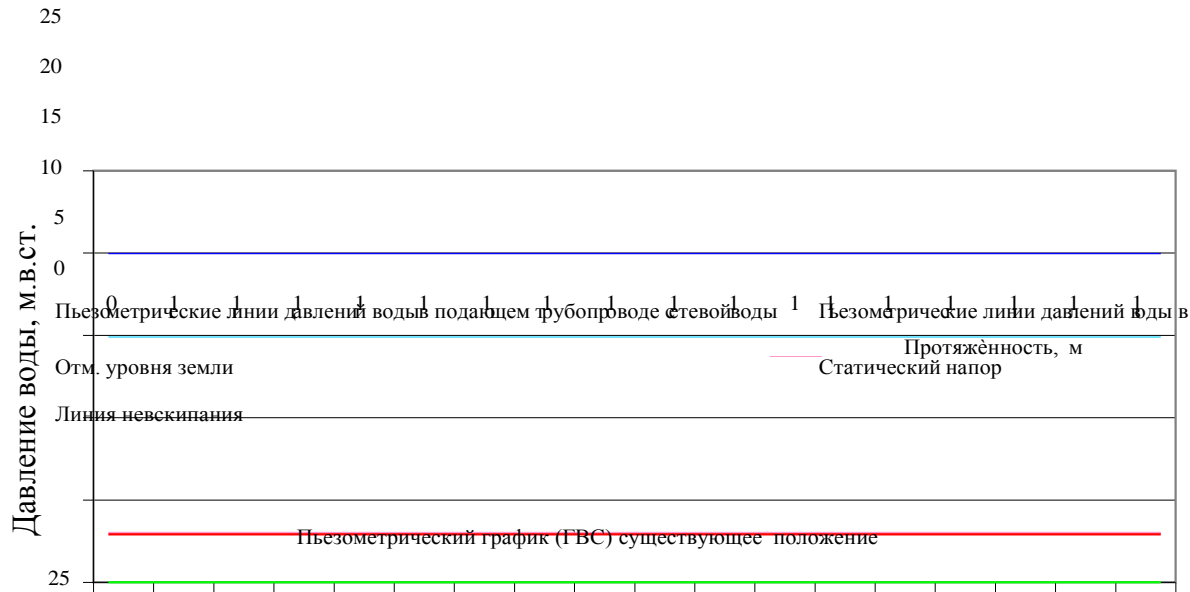 25
20
15
10
5
0
Давление воды, м.в.ст.
0 1 1 1 1 1 1 1 1 1 1 1 1 1 1 1 1 1
Пьезометрические линии давлений воды в подающем трубопроводе сетевой воды
Пьезометрические линии давлений воды в
Протяжѐнность, м
Отм. уровня земли
Статический напор
Линия невскипания
Пьезометрический график (ГВС) существующее положение
25